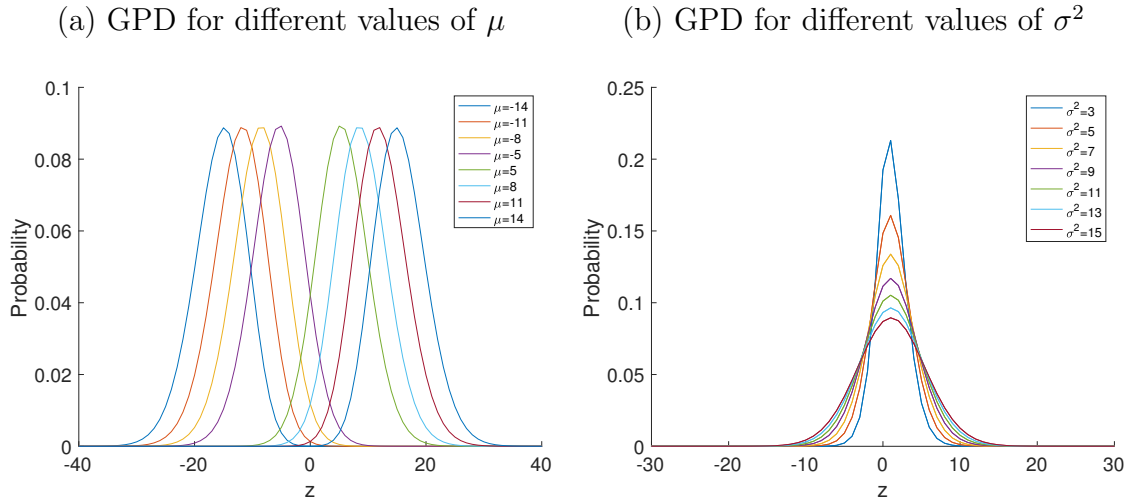 (a) GPD for different values of μ
0.1
0.08
0.06
0.04
0.02
0
Probability
-40
-20
0
20
40
z
μ=-14
μ=-11
μ=-8
μ=-5
μ=5
μ=8
μ=11
μ=14
(b) GPD for different values of σ²
0.25
0.2
0.15
0.1
0.05
0
Probability
-30
-20
-10
0
10
20
30
z
σ²=3
σ²=5
σ²=7
σ²=9
σ²=11
σ²=13
σ²=15